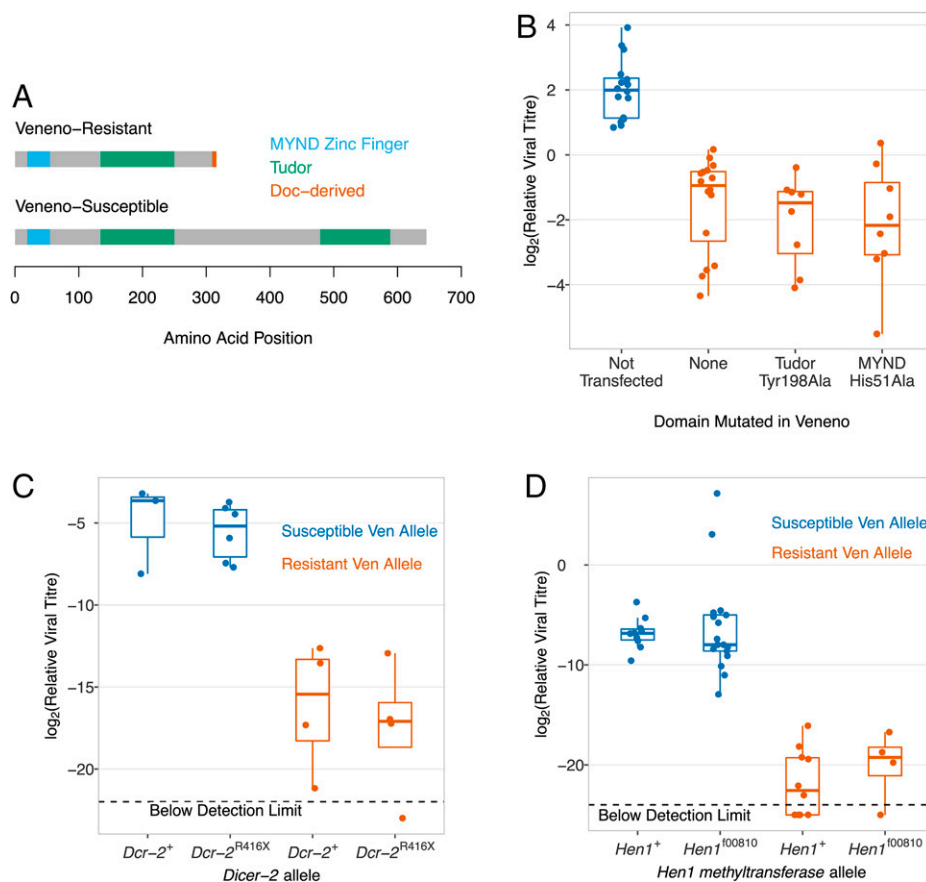 A
Veneno-Resistant
MYND Zinc Finger
Tudor
Doc-derived
Veneno-Susceptible
0 100 200 300 400 500 600 700
Amino Acid Position
B
4
2
0
−2
−4
log2(Relative Viral Titre)
Not Transfected
None
Tudor Tyr198Ala
MYND His51Ala
Domain Mutated in Veneno
C
−5
−10
−15
−20
log2(Relative Viral Titre)
Susceptible Ven Allele
Resistant Ven Allele
Below Detection Limit
Dcr-2+ Dcr-2R416X Dcr-2+ Dcr-2R416X
Dicer-2 allele
D
0
−10
−20
log2(Relative Viral Titre)
Susceptible Ven Allele
Resistant Ven Allele
Below Detection Limit
Hen1+ Hen1f00810 Hen1+ Hen1f00810
Hen1 methyltransferase allele